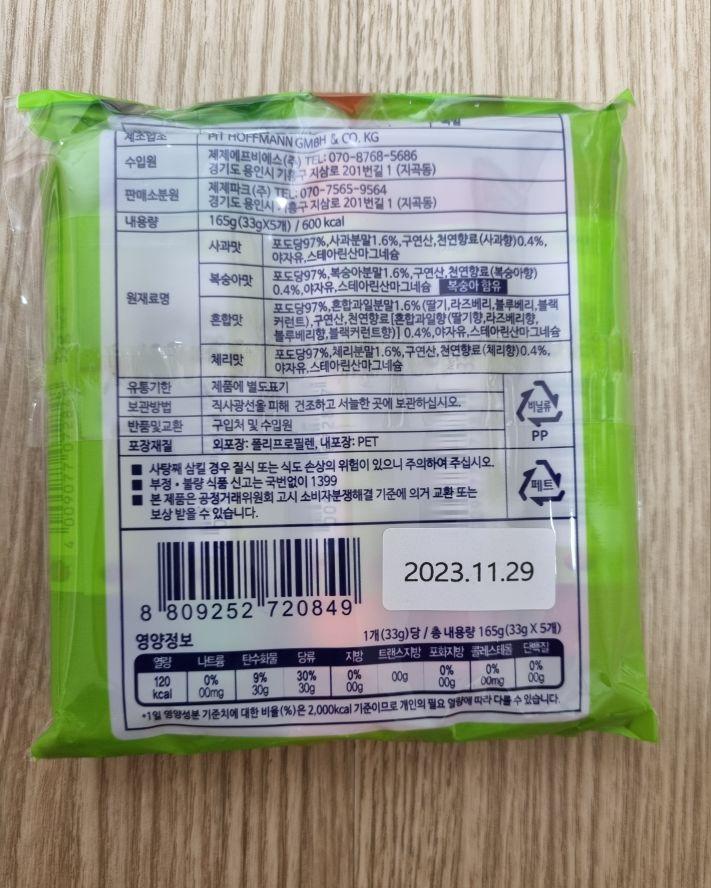 제조업소 PIT HOFFMANN GMBH & CO. KG
수입원 제제에프비에스(주) TEL: 070-8768-5686
경기도 용인시 기흥구 지삼로 201번길 1 (지곡동)
판매소분원 제제파크(주) TEL: 070-7565-9564
경기도 용인시 기흥구 지삼로 201번길 1 (지곡동)
내용량 165g(33gX5개) / 600 kcal
원재료명
사과맛 포도당97%,사과분말1.6%,구연산,천연향료(사과향)0.4%,
야자유,스테아린산마그네슘
복숭아맛 포도당97%,복숭아분말1.6%,구연산,천연향료(복숭아향)
0.4%,야자유,스테아린산마그네슘 복숭아 함유
혼합맛 포도당97%,혼합과일분말1.6%(딸기,라즈베리,블루베리,블랙
커런트),구연산,천연향료[혼합과일향(딸기향,라즈베리향,
블루베리향,블랙커런트향)] 0.4%,야자유,스테아린산마그네슘
체리맛 포도당97%,체리분말1.6%,구연산,천연향료(체리향)0.4%,
야자유,스테아린산마그네슘
유통기한 제품에 별도표기
보관방법 직사광선을 피해 건조하고 서늘한 곳에 보관하십시오.
반품및교환 구입처 및 수입원
포장재질 외포장: 폴리프로필렌, 내포장: PET
비닐류
PP
페트
■ 사탕째 삼킬 경우 질식 또는 식도 손상의 위험이 있으니 주의하여 주십시오.
■ 부정·불량 식품 신고는 국번없이 1399
■ 본 제품은 공정거래위원회 고시 소비자분쟁해결 기준에 의거 교환 또는
보상 받을 수 있습니다.
8 809252 720849
2023.11.29
영양정보 1개(33g)당 / 총 내용량 165g(33g X 5개)
열량 나트륨 탄수화물 당류 지방 트랜스지방 포화지방 콜레스테롤 단백질
120 0% 9% 30% 0% 00g 0% 0% 0%
kcal 00mg 30g 30g 00g 00g 00mg 00g
*1일 영양성분 기준치에 대한 비율(%)은 2,000kcal 기준이므로 개인의 필요 열량에 따라 다를 수 있습니다.